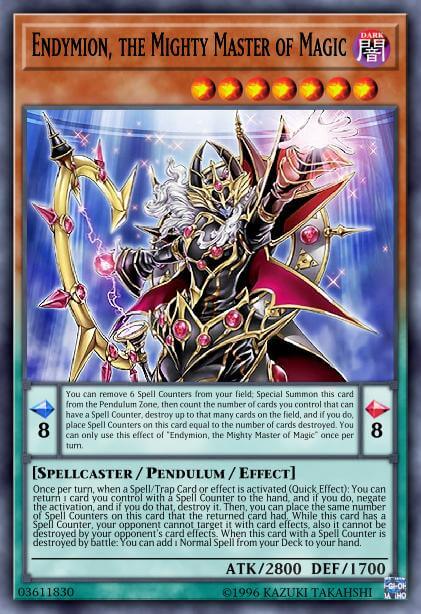 Endymion, the Mighty Master of Magic
DARK
闇
You can remove 6 Spell Counters from your field; Special Summon this card
from the Pendulum Zone, then count the number of cards you control that can
have a Spell Counter, destroy up to that many cards on the field, and if you do,
place Spell Counters on this card equal to the number of cards destroyed. You
can only use this effect of "Endymion, the Mighty Master of Magic" once per
turn.
8
8
[Spellcaster / Pendulum / Effect]
Once per turn, when a Spell/Trap Card or effect is activated (Quick Effect): You can
return 1 card you control with a Spell Counter to the hand, and if you do, negate
the activation, and if you do that, destroy it. Then, you can place the same number
of Spell Counters on this card that the returned card had. While this card has a
Spell Counter, your opponent cannot target it with card effects, also it cannot be
destroyed by your opponent's card effects. When this card with a Spell Counter is
destroyed by battle: You can add 1 Normal Spell from your Deck to your hand.
ATK/2800 DEF/1700
03611830
©1996 KAZUKI TAKAHSHI